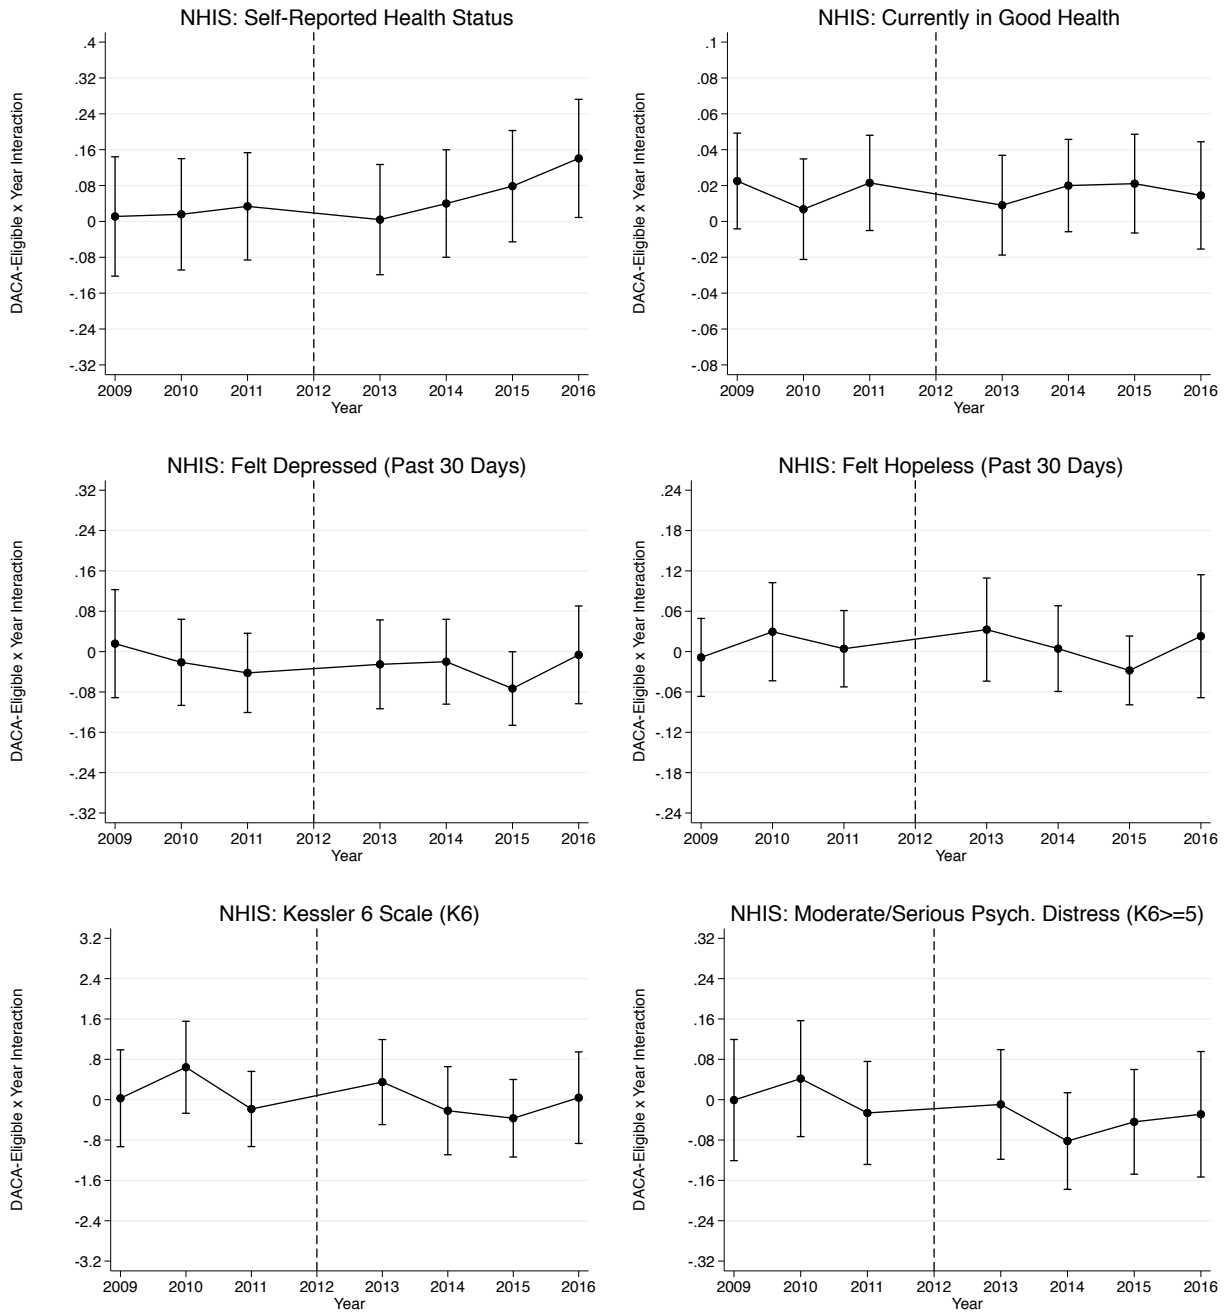 NHIS: Self-Reported Health Status
DACA-Eligible x Year Interaction
.4
.32
.24
.16
.08
0
-.08
-.16
-.24
-.32
2009 2010 2011 2012 2013 2014 2015 2016
Year
NHIS: Currently in Good Health
DACA-Eligible x Year Interaction
.1
.08
.06
.04
.02
0
-.02
-.04
-.06
-.08
2009 2010 2011 2012 2013 2014 2015 2016
Year
NHIS: Felt Depressed (Past 30 Days)
DACA-Eligible x Year Interaction
.32
.24
.16
.08
0
-.08
-.16
-.24
-.32
2009 2010 2011 2012 2013 2014 2015 2016
Year
NHIS: Felt Hopeless (Past 30 Days)
DACA-Eligible x Year Interaction
.24
.18
.12
.06
0
-.06
-.12
-.18
-.24
2009 2010 2011 2012 2013 2014 2015 2016
Year
NHIS: Kessler 6 Scale (K6)
DACA-Eligible x Year Interaction
3.2
2.4
1.6
.8
0
-.8
-1.6
-2.4
-3.2
2009 2010 2011 2012 2013 2014 2015 2016
Year
NHIS: Moderate/Serious Psych. Distress (K6>=5)
DACA-Eligible x Year Interaction
.32
.24
.16
.08
0
-.08
-.16
-.24
-.32
2009 2010 2011 2012 2013 2014 2015 2016
Year